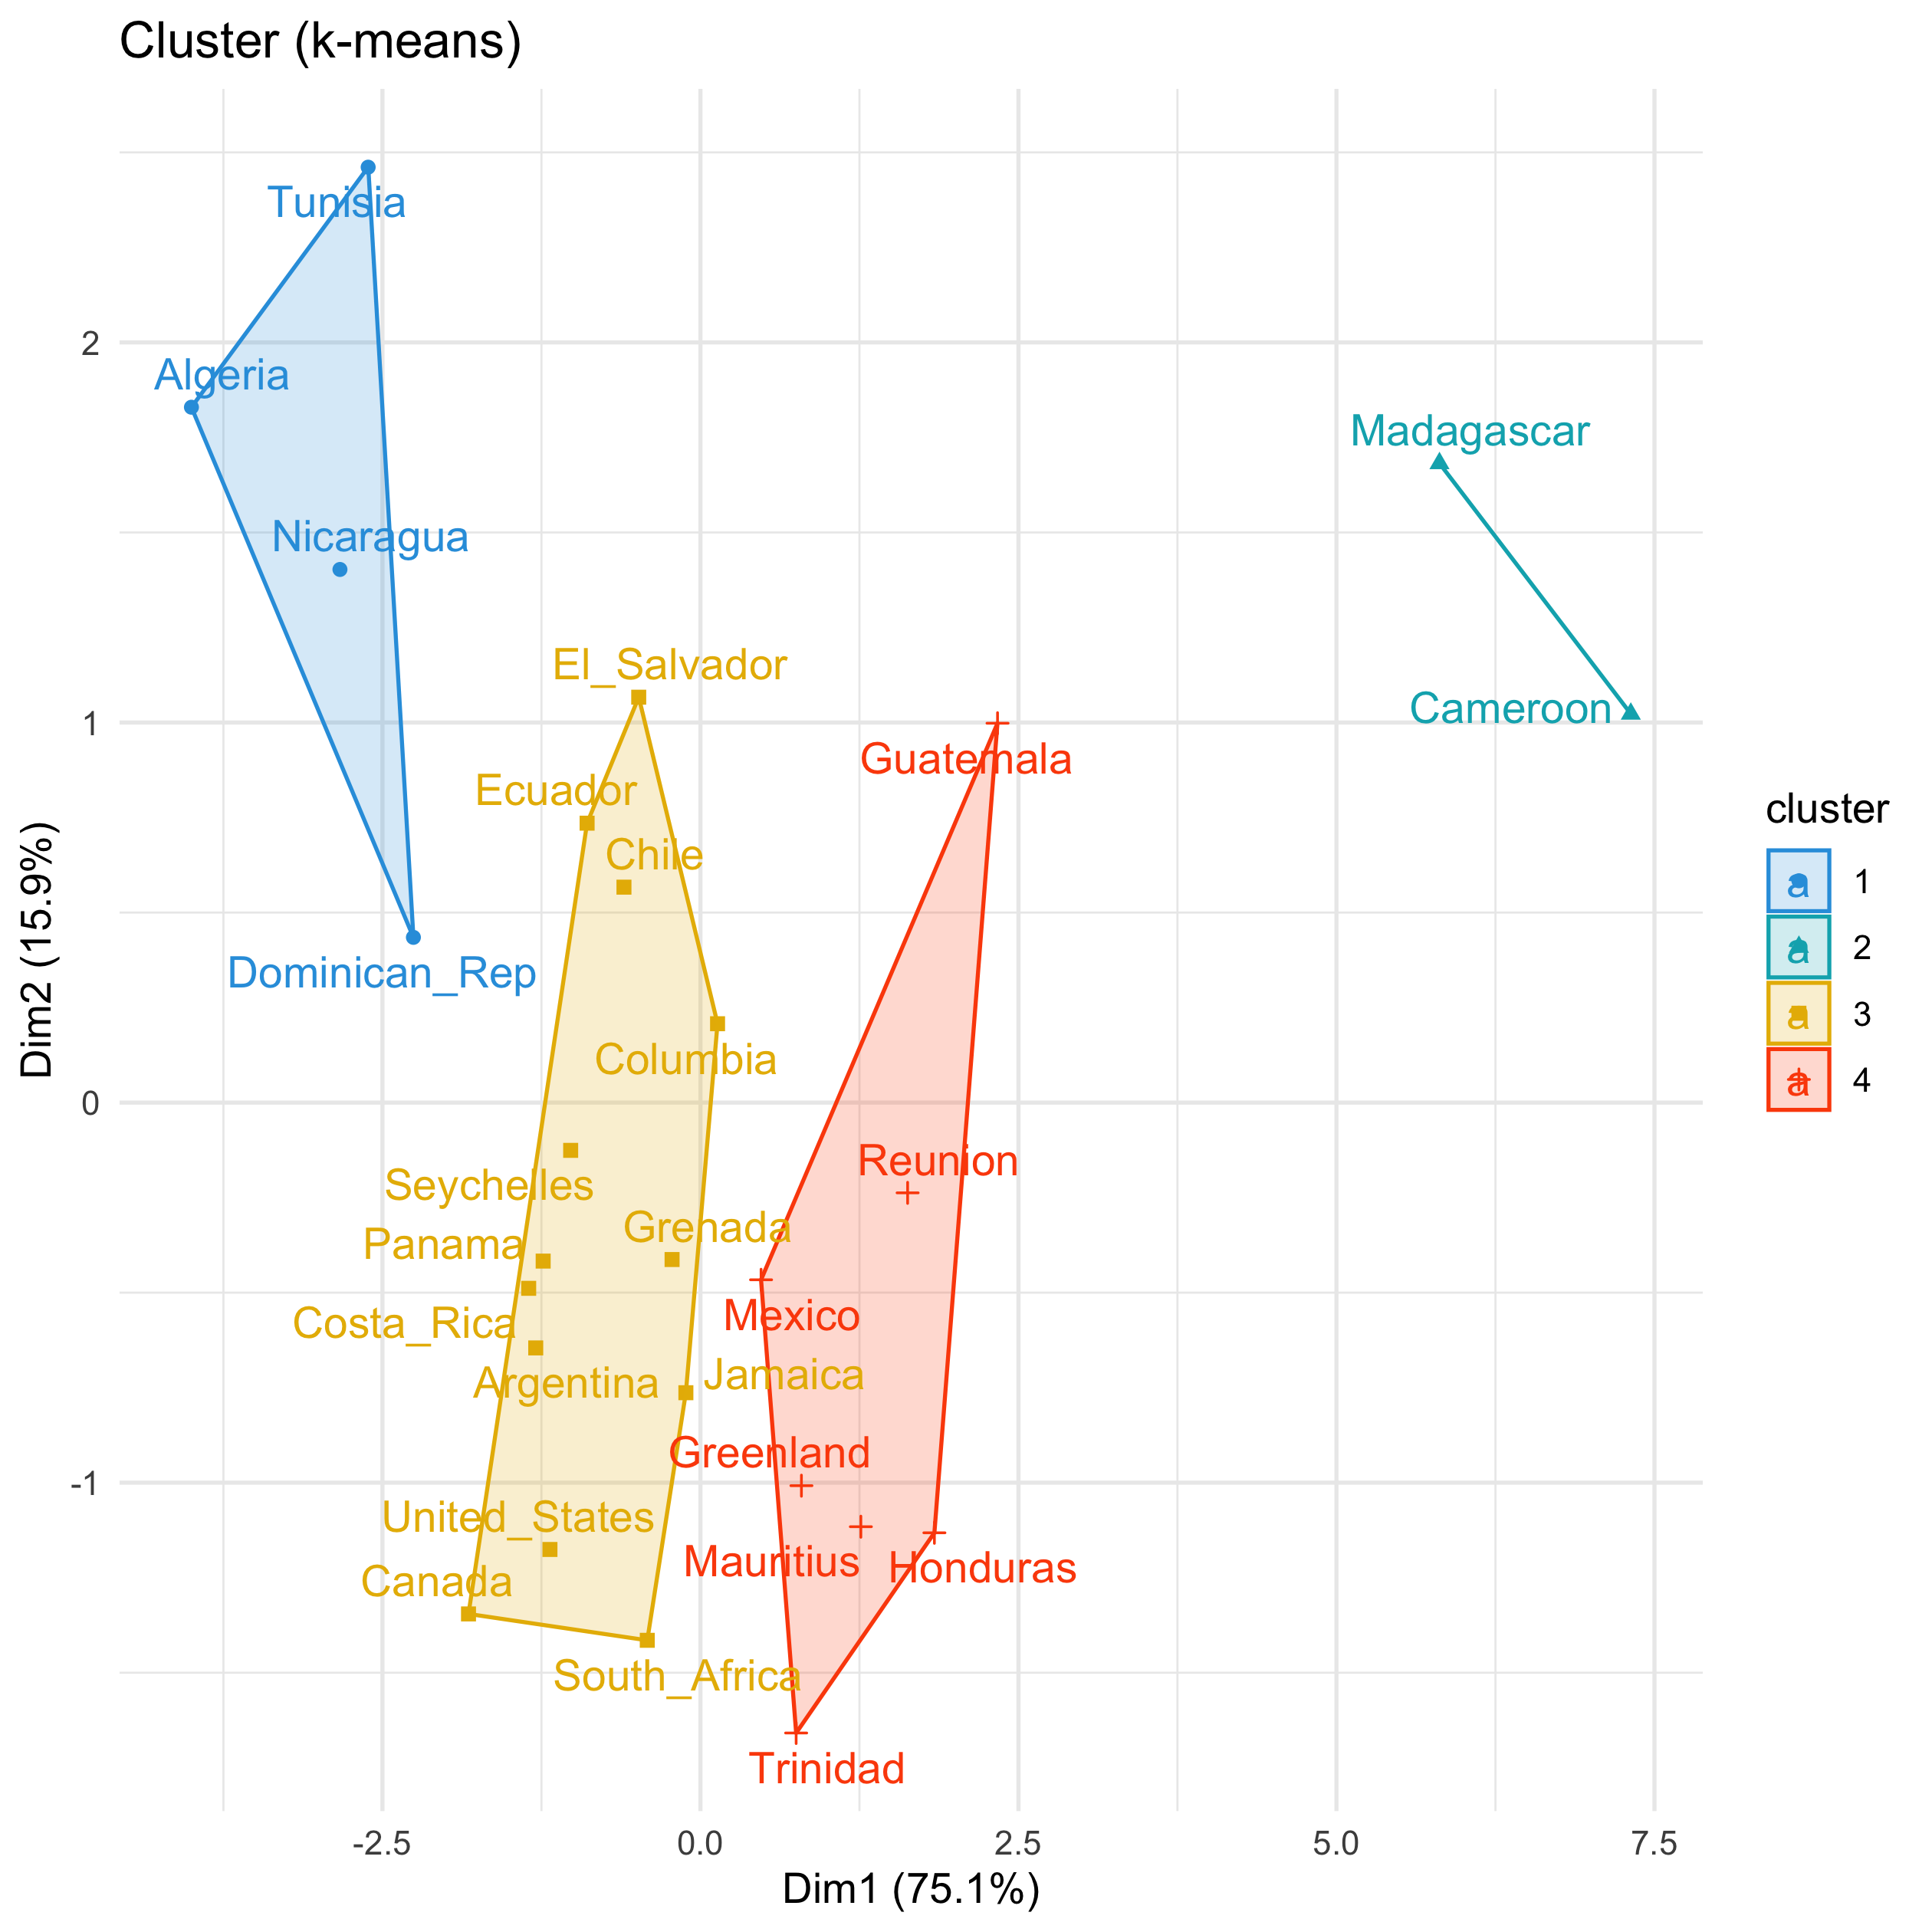 Cluster (k-means)
Tunisia
2
Algeria
Madagascar
Nicaragua
El_Salvador
1
Cameroon
Guatemala
Ecuador
Chile
Dominican_Rep
Columbia
0
Reunion
Seychelles
Grenada
Panama
Mexico
Costa_Rica
Jamaica
Argentina
Greenland
-1
United_States
Mauritius
Honduras
Canada
South_Africa
Trinidad
-2.5 0.0 2.5 5.0 7.5
Dim1 (75.1%)
Dim2 (15.9%)
cluster
a 1
a 2
a 3
a 4